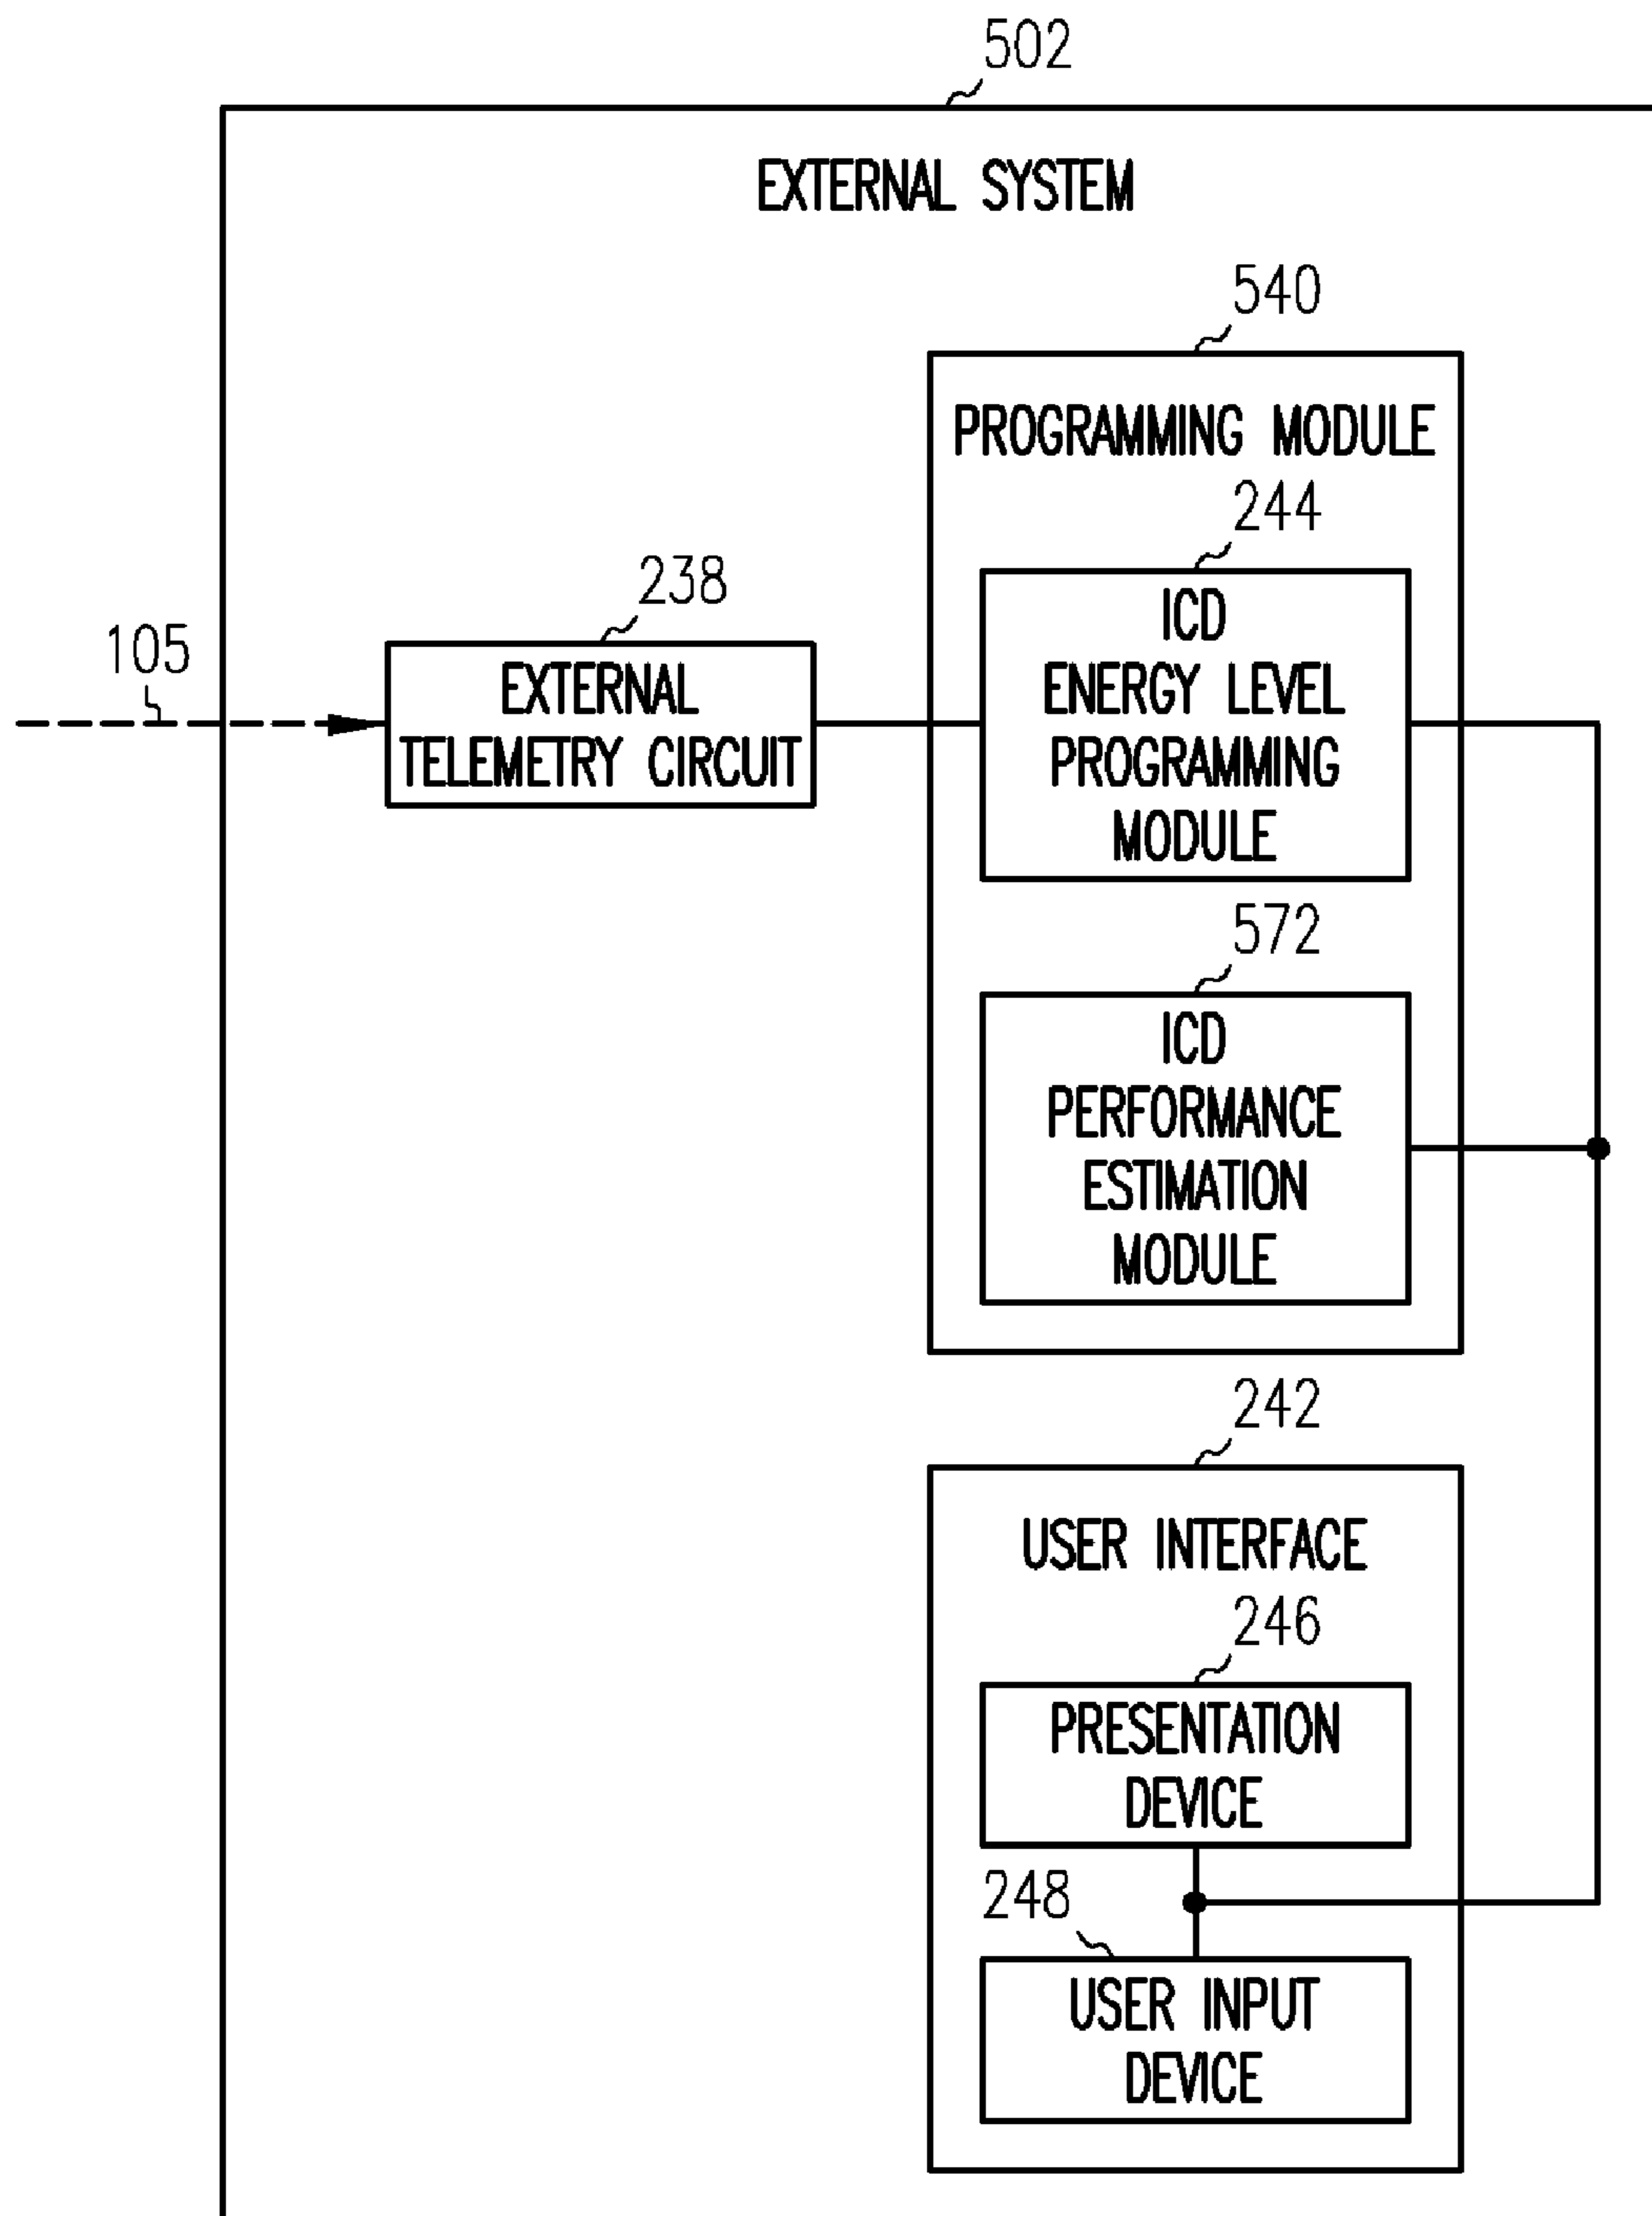 502
EXTERNAL SYSTEM
540
PROGRAMMING MODULE
244
ICD
ENERGY LEVEL
PROGRAMMING
MODULE
238
EXTERNAL
TELEMETRY CIRCUIT
105
572
ICD
PERFORMANCE
ESTIMATION
MODULE
242
USER INTERFACE
246
PRESENTATION
DEVICE
248
USER INPUT
DEVICE